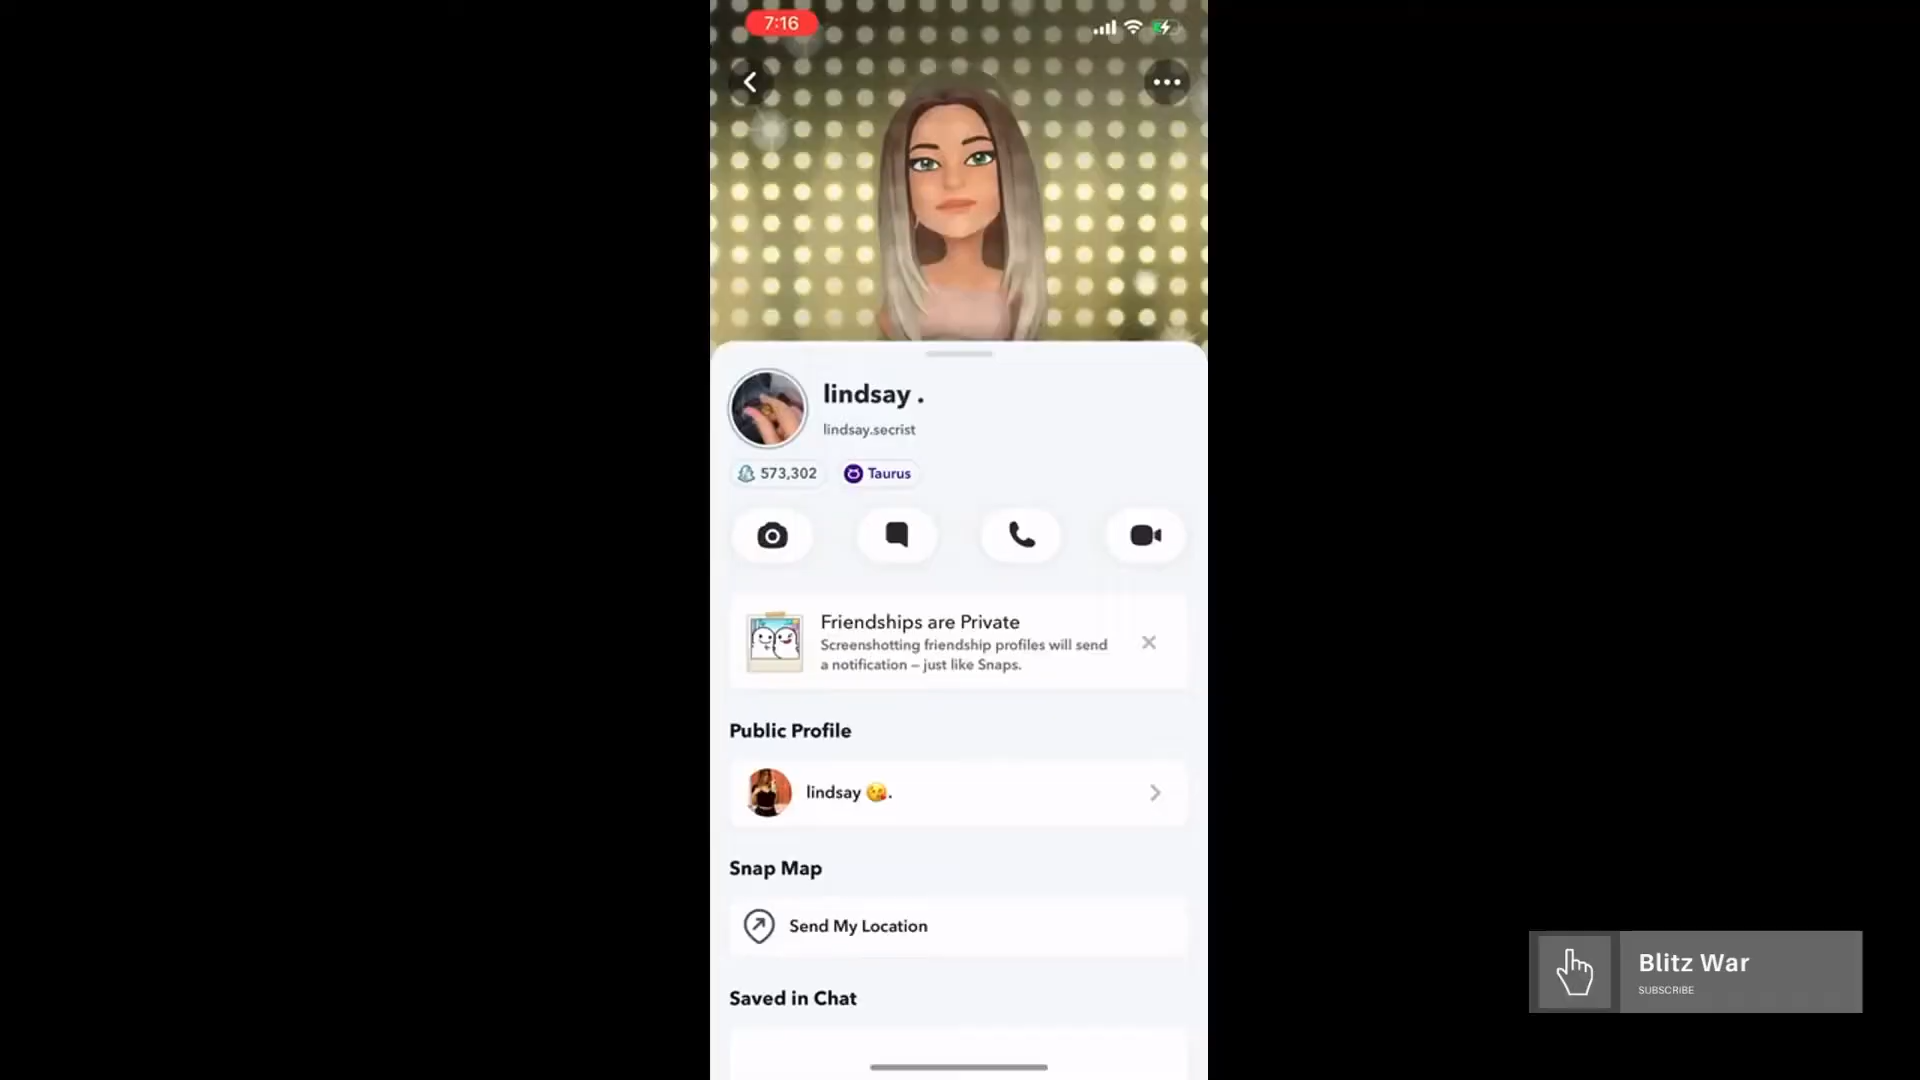 7:16
lindsay .
lindsay.secrist
573,302
Taurus
Friendships are Private
Screenshotting friendship profiles will send
a notification – just like Snaps.
Public Profile
lindsay 😘.
Snap Map
Send My Location
Saved in Chat
Blitz War
SUBSCRIBE